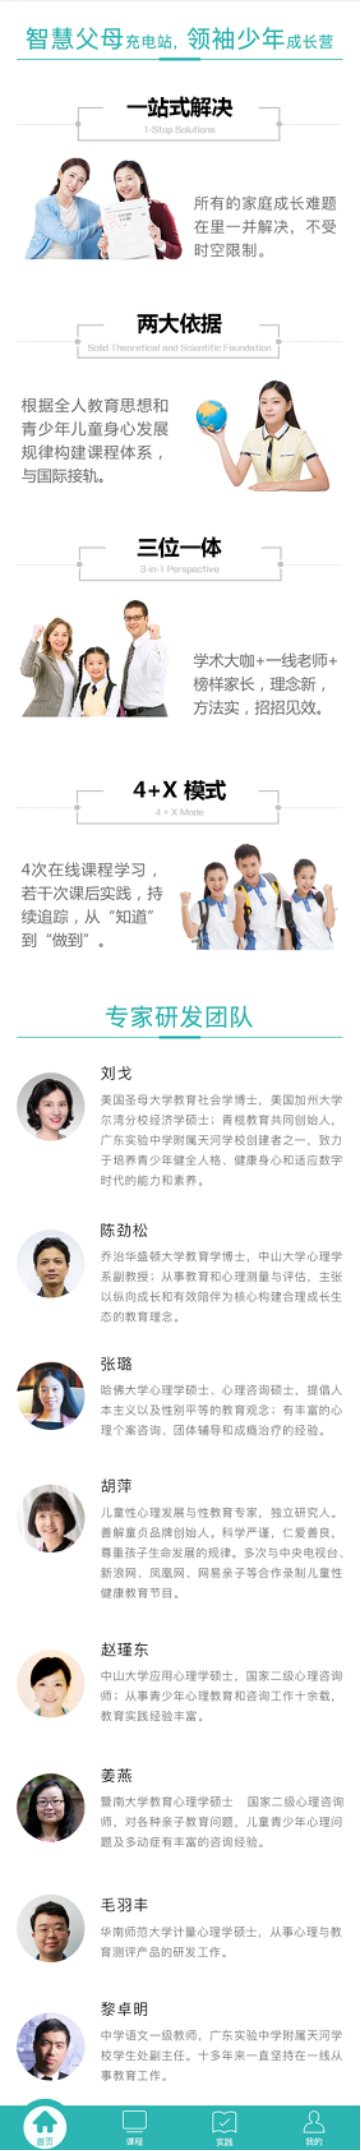 智慧父母充电站，领袖少年成长营
一站式解决
1-Stop Solutions
所有的家庭成长难题
在里一并解决，不受
时空限制。
两大依据
Solid Theoretical and Scientific Foundation
根据全人教育思想和
青少年儿童身心发展
规律构建课程体系，
与国际接轨。
三位一体
3-in-1 Perspective
学术大咖+一线老师+
榜样家长，理念新，
方法实，招招见效。
4+X 模式
4 + X Mode
4次在线课程学习，
若干次课后实践，持
续追踪，从“知道”
到“做到”。
专家研发团队
刘戈
美国圣母大学教育社会学博士，美国加州大学
尔湾分校经济学硕士；青榄教育共同创始人，
广东实验中学附属天河学校创建者之一，致力
于培养青少年健全人格、健康身心和适应数字
时代的能力和素养。
陈劲松
乔治华盛顿大学教育学博士，中山大学心理学
系副教授；从事教育和心理测量与评估，主张
以纵向成长和有效陪伴为核心构建合理成长生
态的教育理念。
张璐
哈佛大学心理学硕士、心理咨询硕士，提倡人
本主义以及性别平等的教育观念；有丰富的心
理个案咨询、团体辅导和成瘾治疗的经验。
胡萍
儿童性心理发展与性教育专家，独立研究人。
善解童贞品牌创始人。科学严谨，仁爱善良，
尊重孩子生命发展的规律。多次与中央电视台、
新浪网、凤凰网、网易亲子等合作录制儿童性
健康教育节目。
赵瑾东
中山大学应用心理学硕士，国家二级心理咨询
师；从事青少年心理教育和咨询工作十余载，
教育实践经验丰富。
姜燕
暨南大学教育心理学硕士 国家二级心理咨询
师，对各种亲子教育问题，儿童青少年心理问
题及多动症有丰富的咨询经验。
毛羽丰
华南师范大学计量心理学硕士，从事心理与教
育测评产品的研发工作。
黎卓明
中学语文一级教师，广东实验中学附属天河学
校学生处副主任。十多年来一直坚持在一线从
事教育工作。
首页
课程
实践
我的